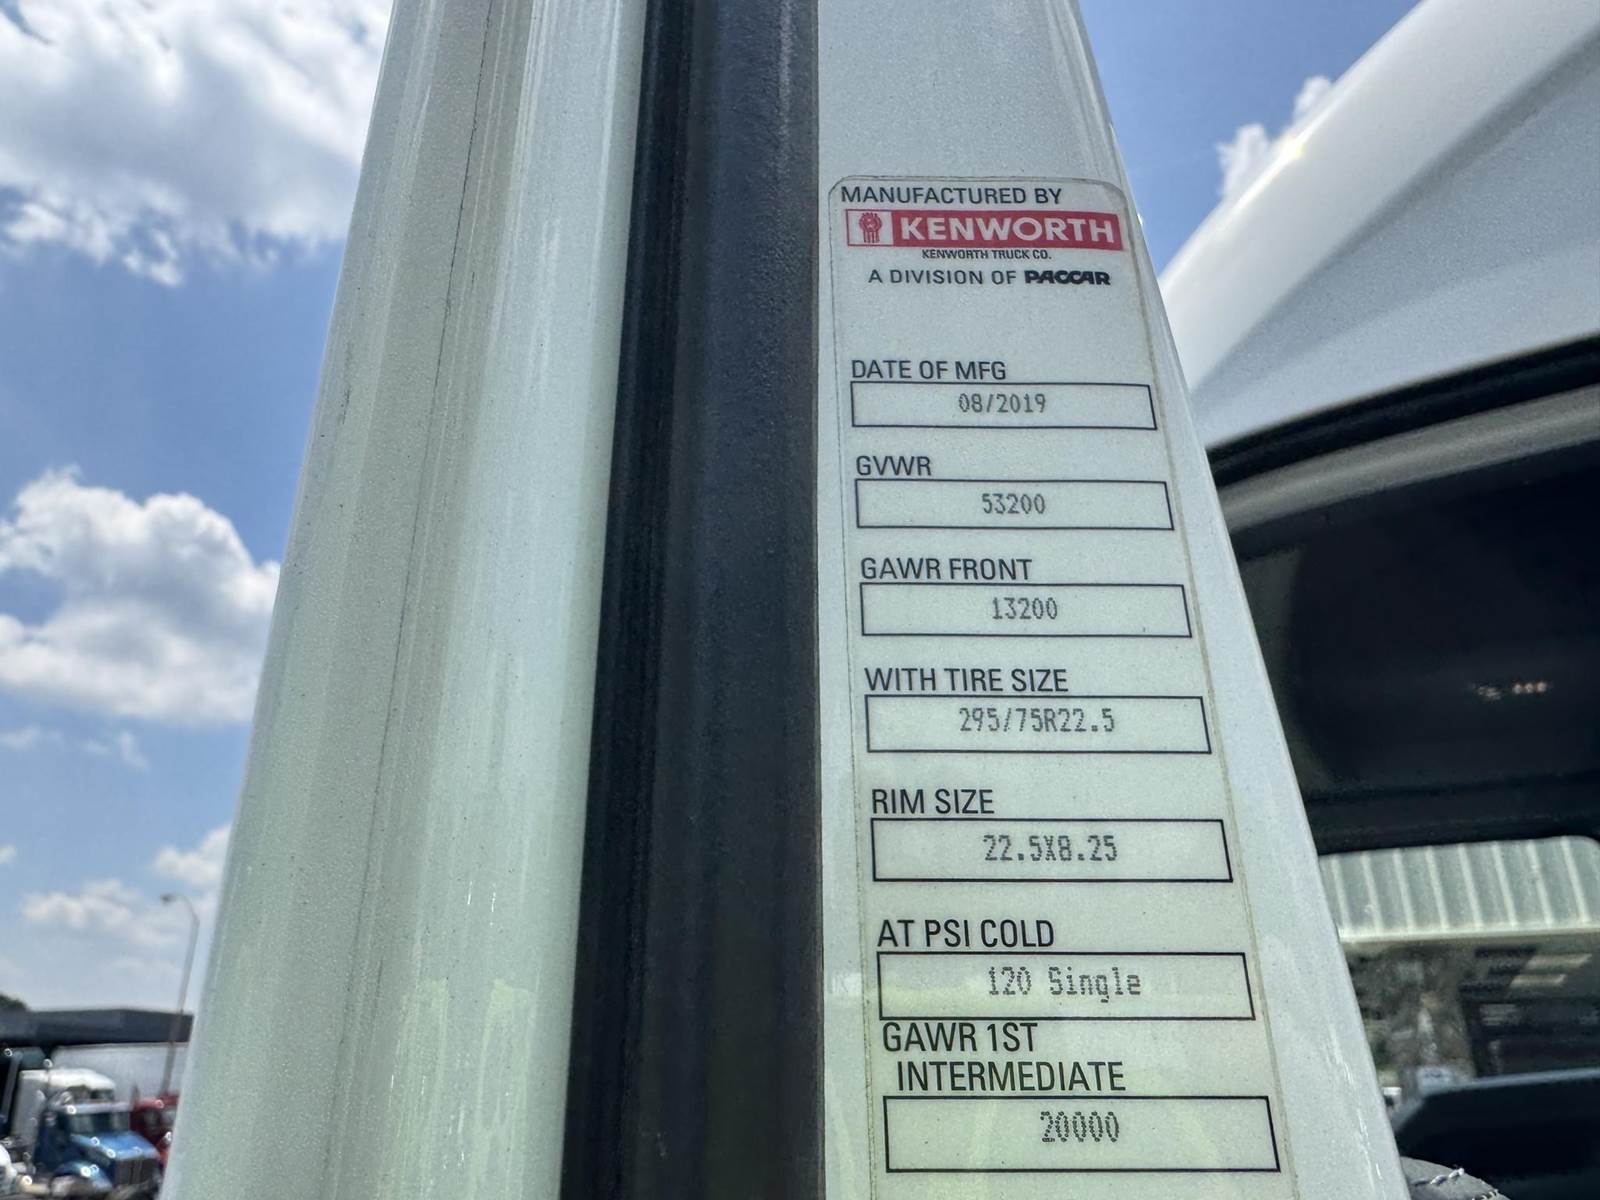 MANUFACTURED BY
KENWORTH
KENWORTH TRUCK CO.
A DIVISION OF PACCAR
DATE OF MFG
08/2019
GVWR
53200
GAWR FRONT
13200
WITH TIRE SIZE
295/75R22.5
RIM SIZE
22.5X8.25
AT PSI COLD
120 Single
GAWR 1ST
INTERMEDIATE
20000